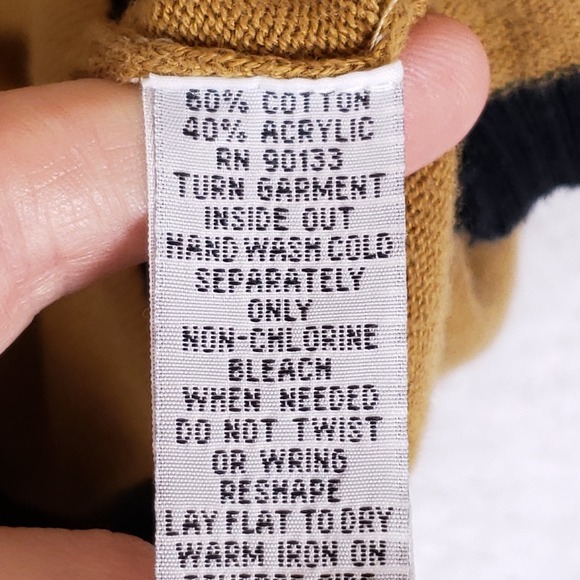 60% COTTON
40% ACRYLIC
RN 90133
TURN GARMENT
INSIDE OUT
HAND WASH COLD
SEPARATELY
ONLY
NON-CHLORINE
BLEACH
WHEN NEEDED
DO NOT TWIST
OR WRING
RESHAPE
LAY FLAT TO DRY
WARM IRON ON